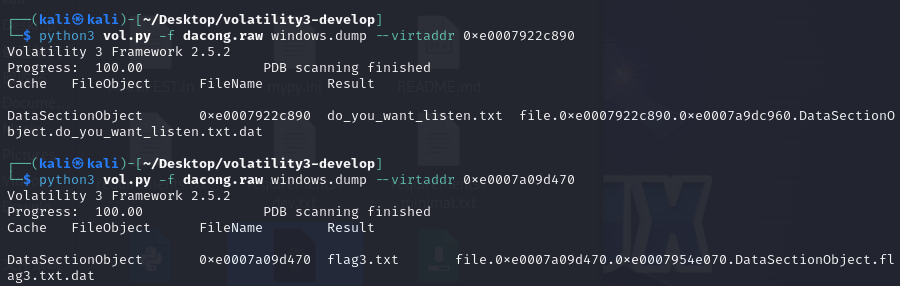 ┌──(kali㉿kali)-[~/Desktop/volatility3-develop]
└─$ python3 vol.py -f dacong.raw windows.dump --virtaddr 0×e0007922c890
Volatility 3 Framework 2.5.2
Progress:  100.00               PDB scanning finished
Cache   FileObject      FileName        Result

DataSectionObject       0×e0007922c890  do_you_want_listen.txt  file.0×e0007922c890.0×e0007a9dc960.DataSectionO
bject.do_you_want_listen.txt.dat

┌──(kali㉿kali)-[~/Desktop/volatility3-develop]
└─$ python3 vol.py -f dacong.raw windows.dump --virtaddr 0×e0007a09d470
Volatility 3 Framework 2.5.2
Progress:  100.00               PDB scanning finished
Cache   FileObject      FileName        Result

DataSectionObject       0×e0007a09d470  flag3.txt       file.0×e0007a09d470.0×e0007954e070.DataSectionObject.fl
ag3.txt.dat